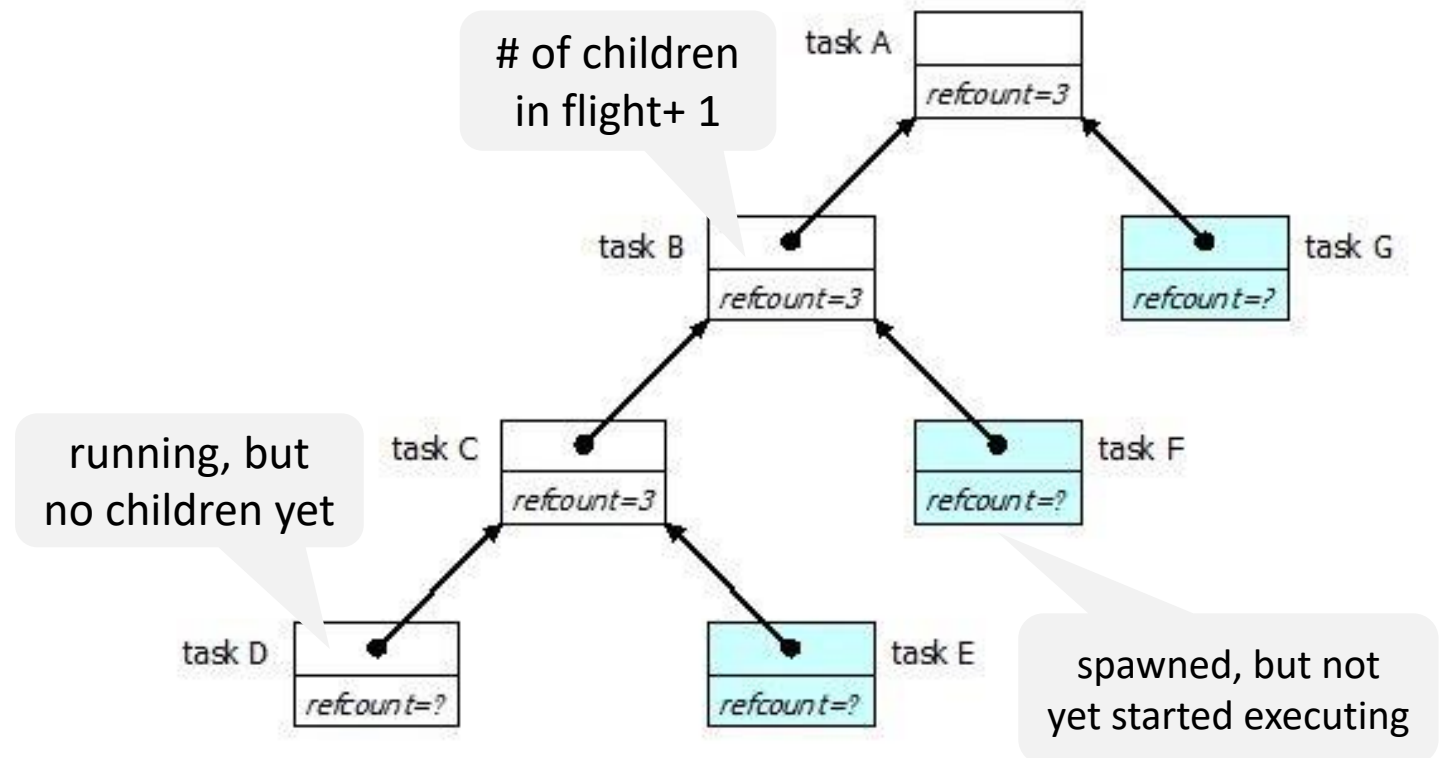 # of children
in flight+ 1
task A
refcount=3
task B
refcount=3
task G
refcount=?
running, but
no children yet
task C
refcount=3
task F
refcount=?
task D
refcount=?
task E
refcount=?
spawned, but not
yet started executing